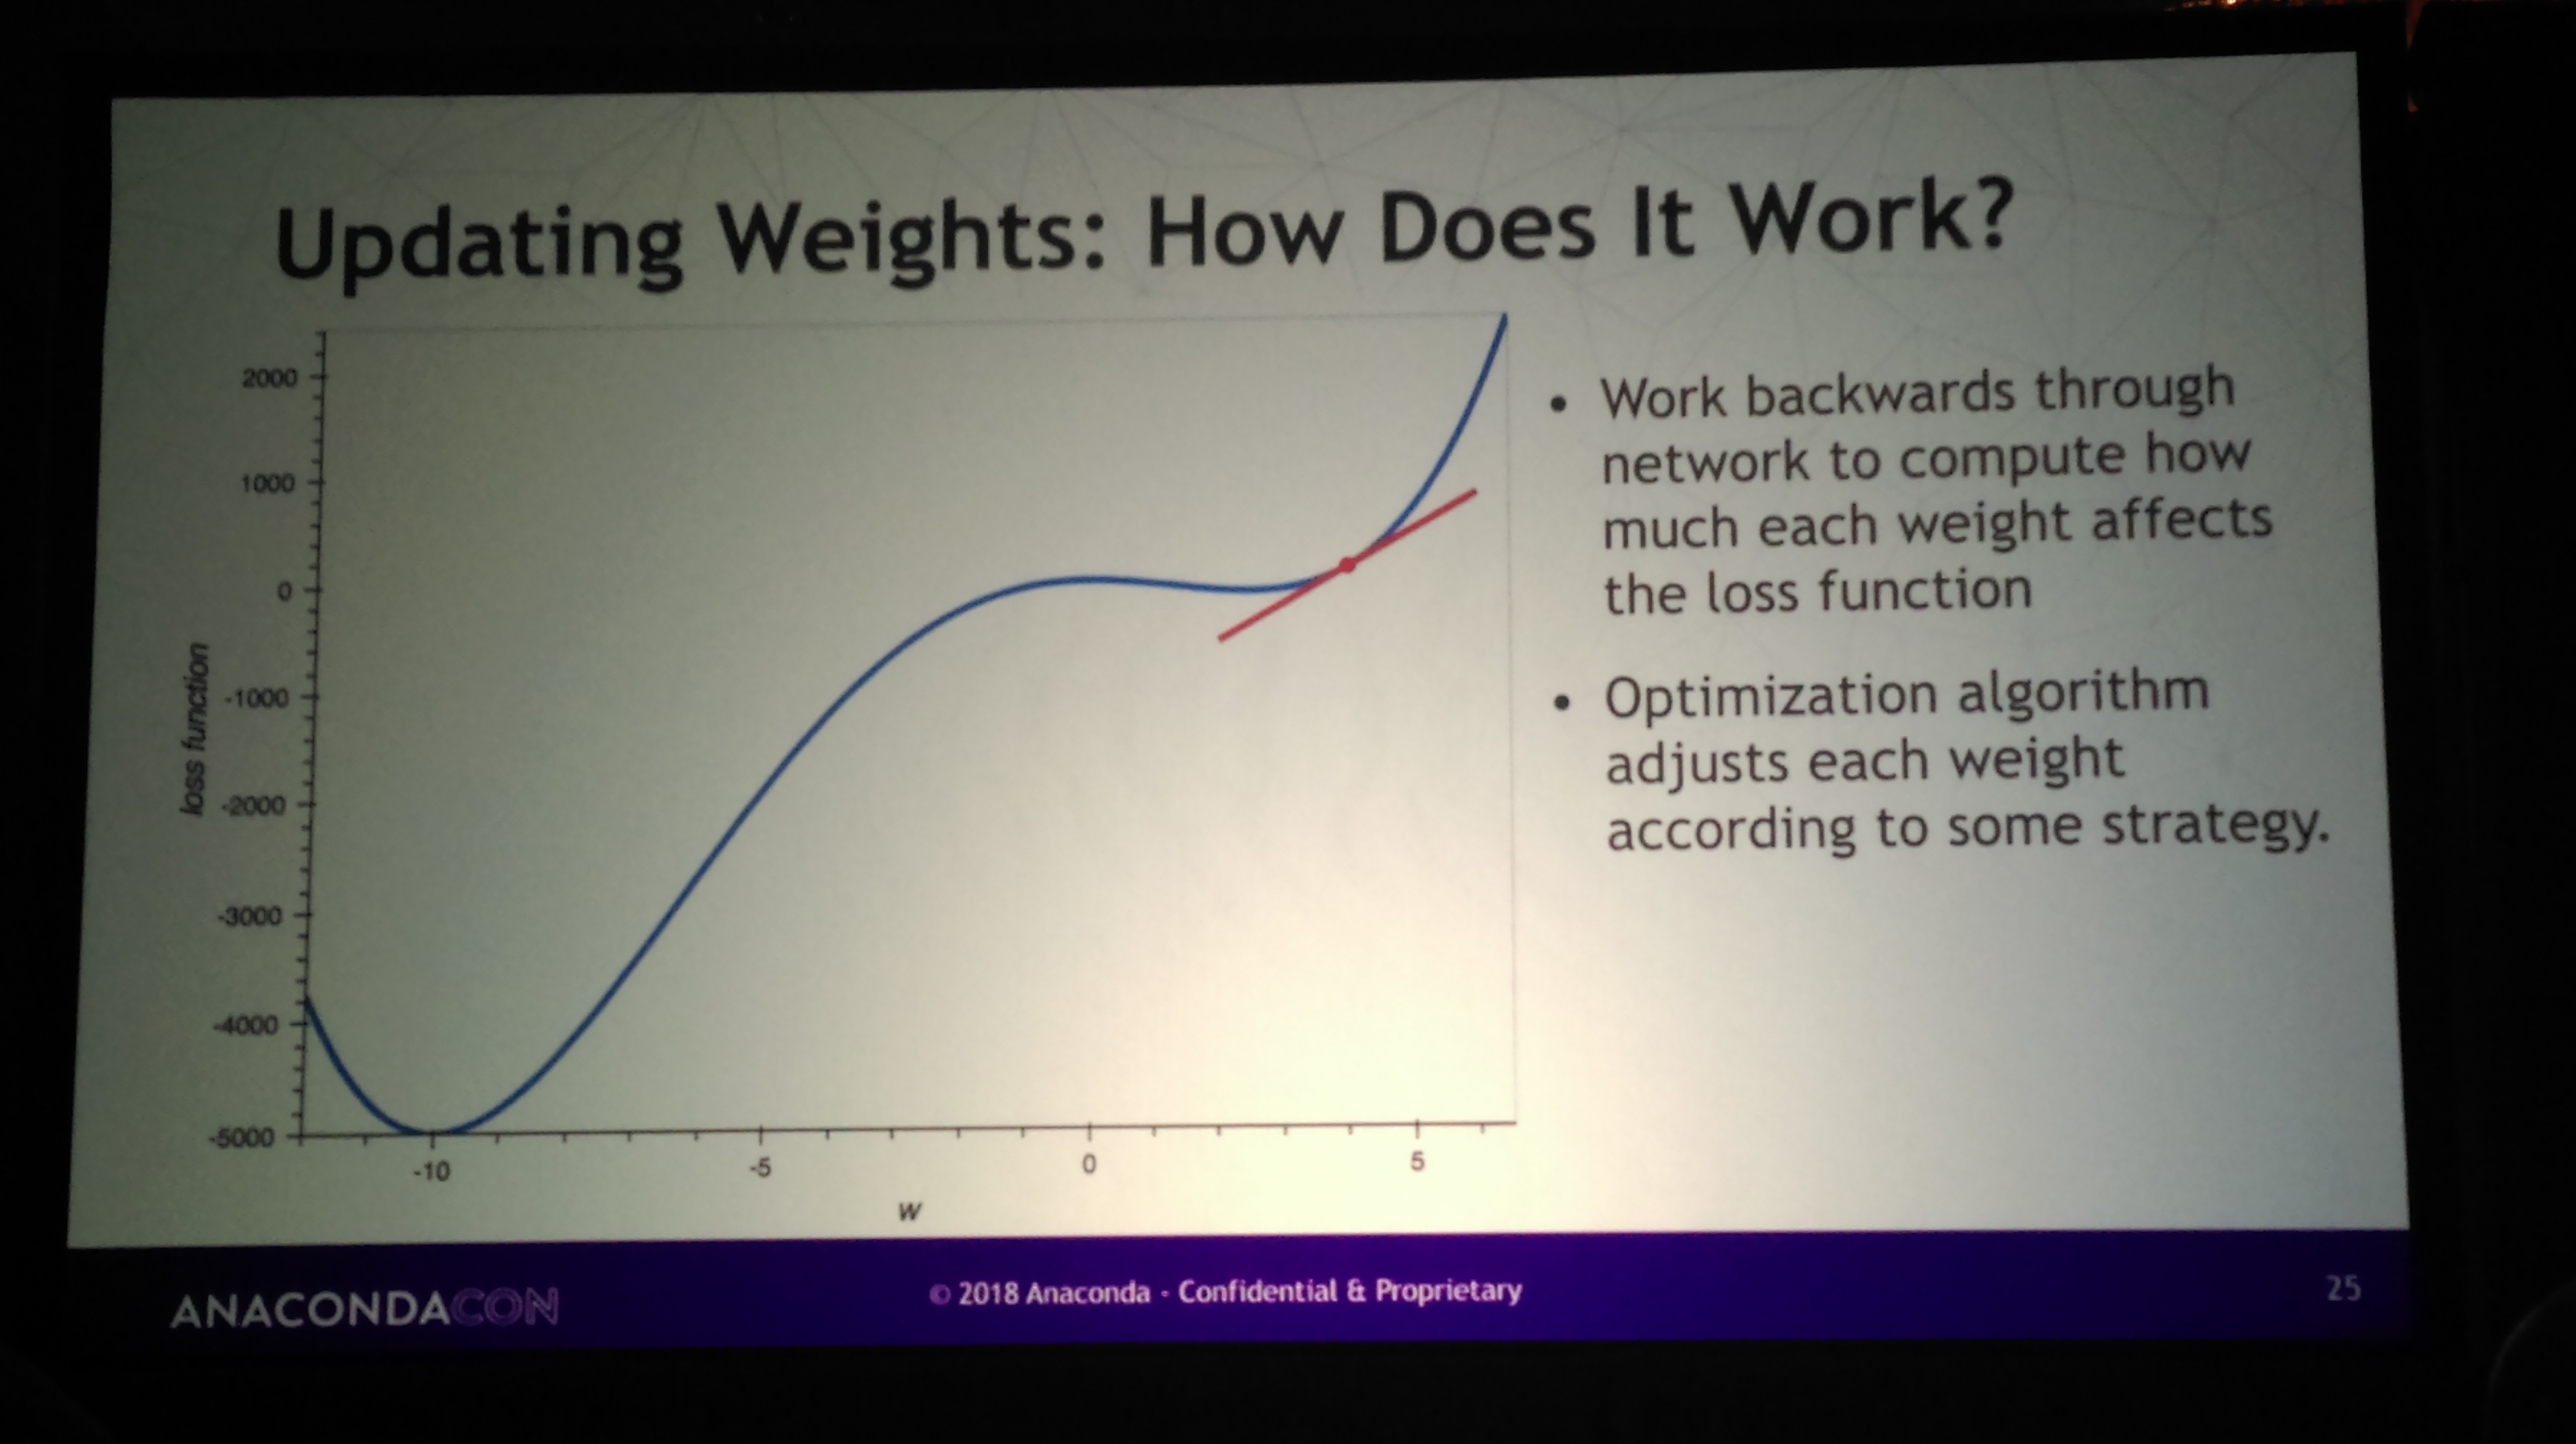 Updating Weights: How Does It Work?
2000
1000
0
-1000
-2000
-3000
-4000
-5000
loss function
-10
-5
0
5
w
• Work backwards through
network to compute how
much each weight affects
the loss function
• Optimization algorithm
adjusts each weight
according to some strategy.
ANACONDACON
© 2018 Anaconda - Confidential & Proprietary
25